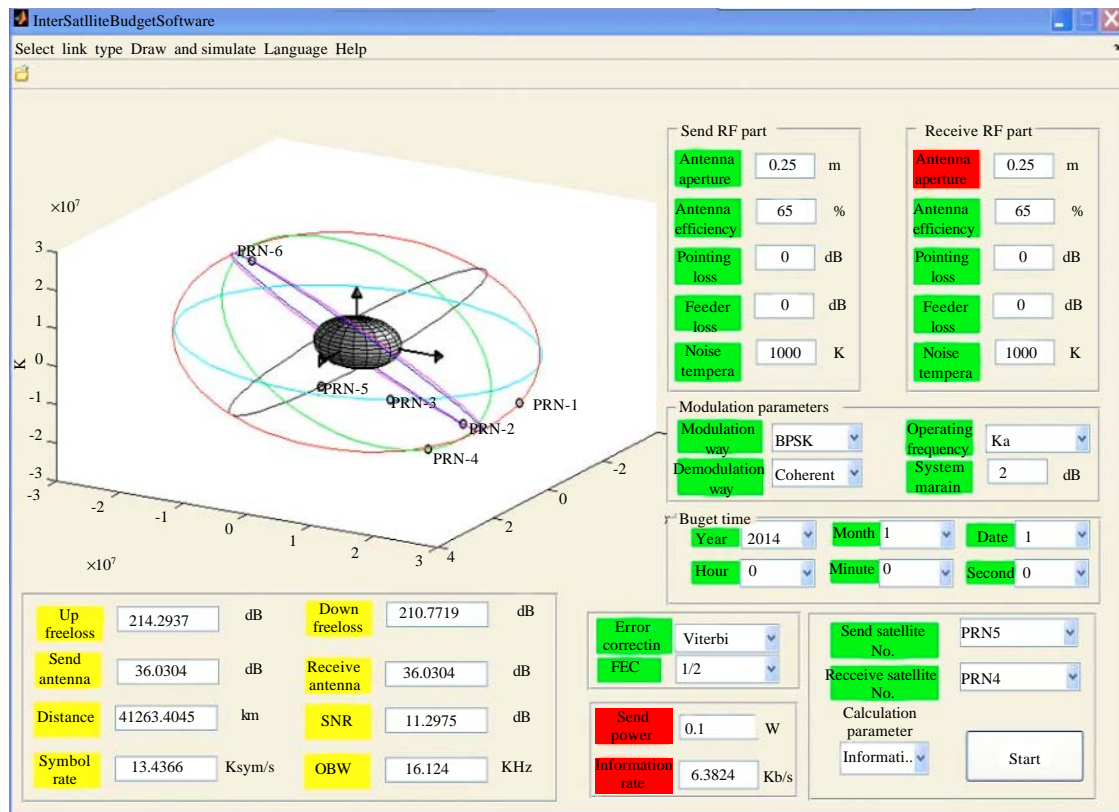 InterSatlliteBudgetSoftware
Select link type Draw and simulate Language Help
×10⁷
3
2
1
0
-1
-2
-3
K
-3
-2
-1
0
1
2
3
×10⁷
4
2
0
-2
PRN-6
PRN-5
PRN-3
PRN-1
PRN-2
PRN-4
Send RF part
Antenna
aperture
0.25 m
Antenna
efficiency
65 %
Pointing
loss
0 dB
Feeder
loss
0 dB
Noise
tempera
1000 K
Receive RF part
Antenna
aperture
0.25 m
Antenna
efficiency
65 %
Pointing
loss
0 dB
Feeder
loss
0 dB
Noise
tempera
1000 K
Modulation parameters
Modulation
way
BPSK
Operating
frequency
Ka
Demodulation
way
Coherent
System
marain
2 dB
Buget time
Year 2014 Month 1 Date 1
Hour 0 Minute 0 Second 0
Up
freeloss
214.2937 dB
Down
freeloss
210.7719 dB
Send
antenna
36.0304 dB
Receive
antenna
36.0304 dB
Distance 41263.4045 km
SNR 11.2975 dB
Symbol
rate
13.4366 Ksym/s
OBW 16.124 KHz
Error
correctin
Viterbi
FEC 1/2
Send
power
0.1 W
Information
rate
6.3824 Kb/s
Send satellite
No.
PRN5
Recceive satellite
No.
PRN4
Calculation
parameter
Informati..
Start